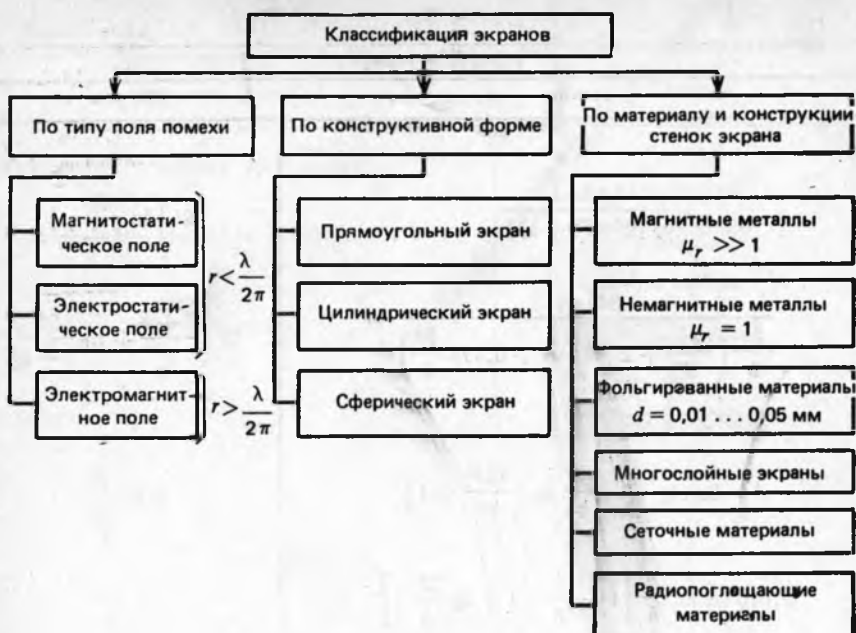 Классификация экранов
По типу поля помехи
Магнитостати-
ческое поле
Электростати-
ческое поле
r < λ/2π
Электромагнит-
ное поле
r > λ/2π
По конструктивной форме
Прямоугольный экран
Цилиндрический экран
Сферический экран
По материалу и конструкции
стенок экрана
Магнитные металлы
μr >> 1
Немагнитные металлы
μr = 1
Фольгированные материалы
d = 0,01 ... 0,05 мм
Многослойные экраны
Сеточные материалы
Радиопоглощающие
материалы